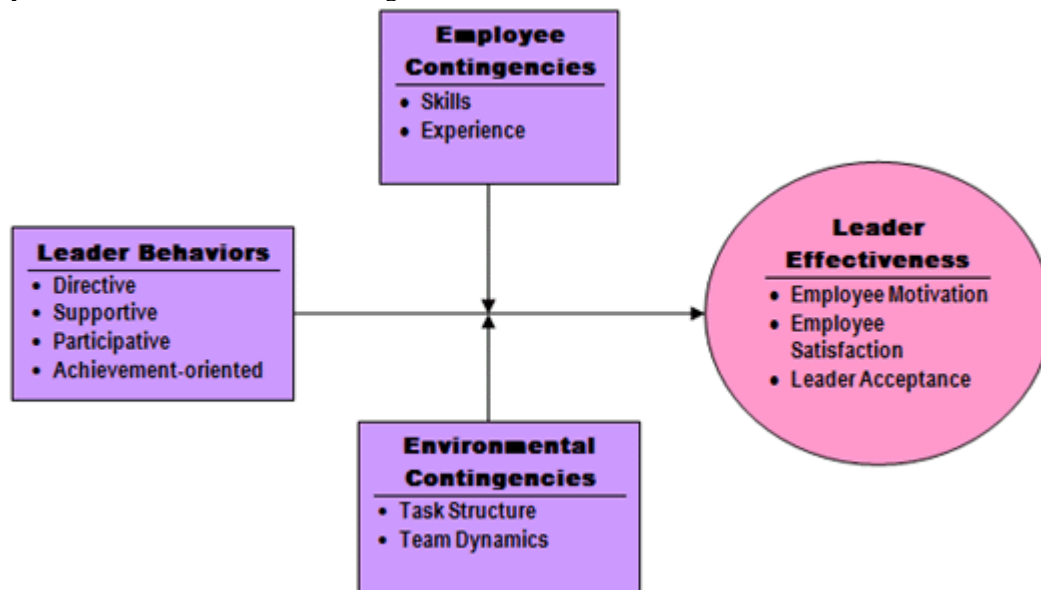 Employee
Contingencies
• Skills
• Experience
Leader Behaviors
• Directive
• Supportive
• Participative
• Achievement-oriented
Leader
Effectiveness
• Employee Motivation
• Employee
Satisfaction
• Leader Acceptance
Environmental
Contingencies
• Task Structure
• Team Dynamics